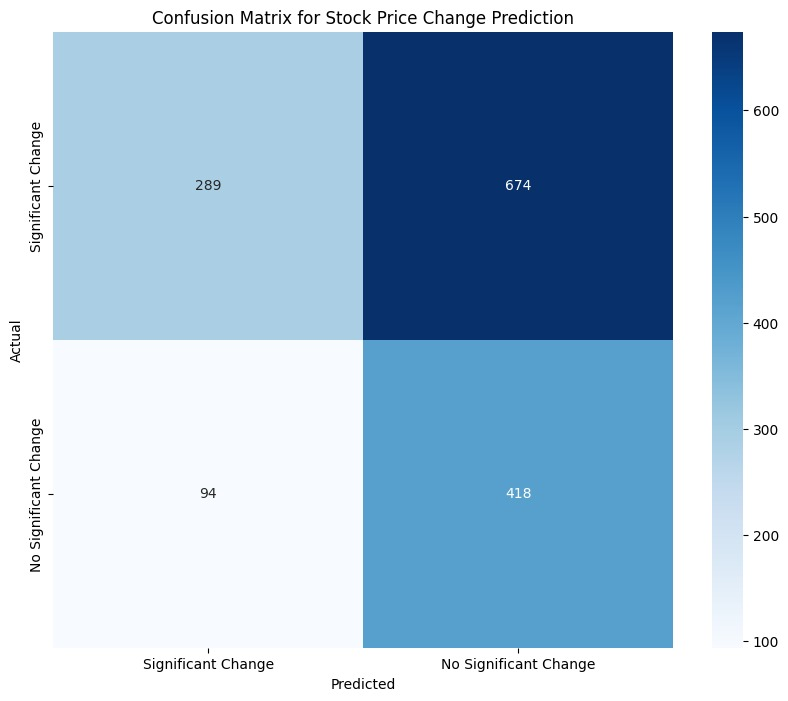 Confusion Matrix for Stock Price Change Prediction
Actual
Significant Change
289
674
No Significant Change
94
418
Significant Change
No Significant Change
Predicted
600
500
400
300
200
100